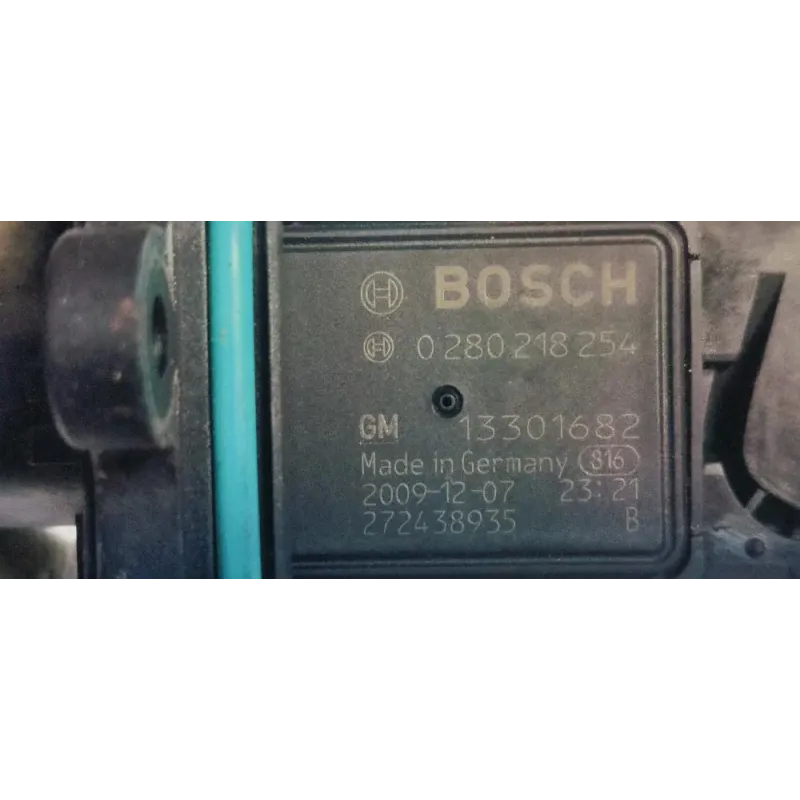 BOSCH
0 280 218 254
GM 13301682
Made in Germany 816
2009-12-07 23:21
272438935 B